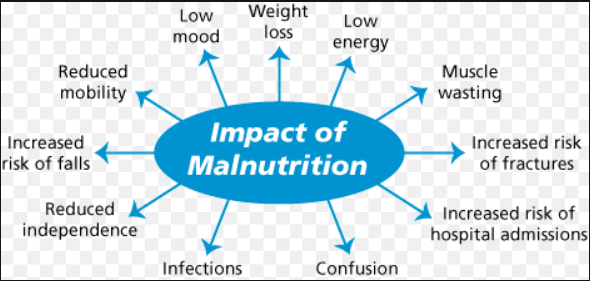 Impact of
Malnutrition
Weight
loss
Low
energy
Muscle
wasting
Increased risk
of fractures
Increased risk of
hospital admissions
Confusion
Infections
Reduced
independence
Increased
risk of falls
Reduced
mobility
Low
mood